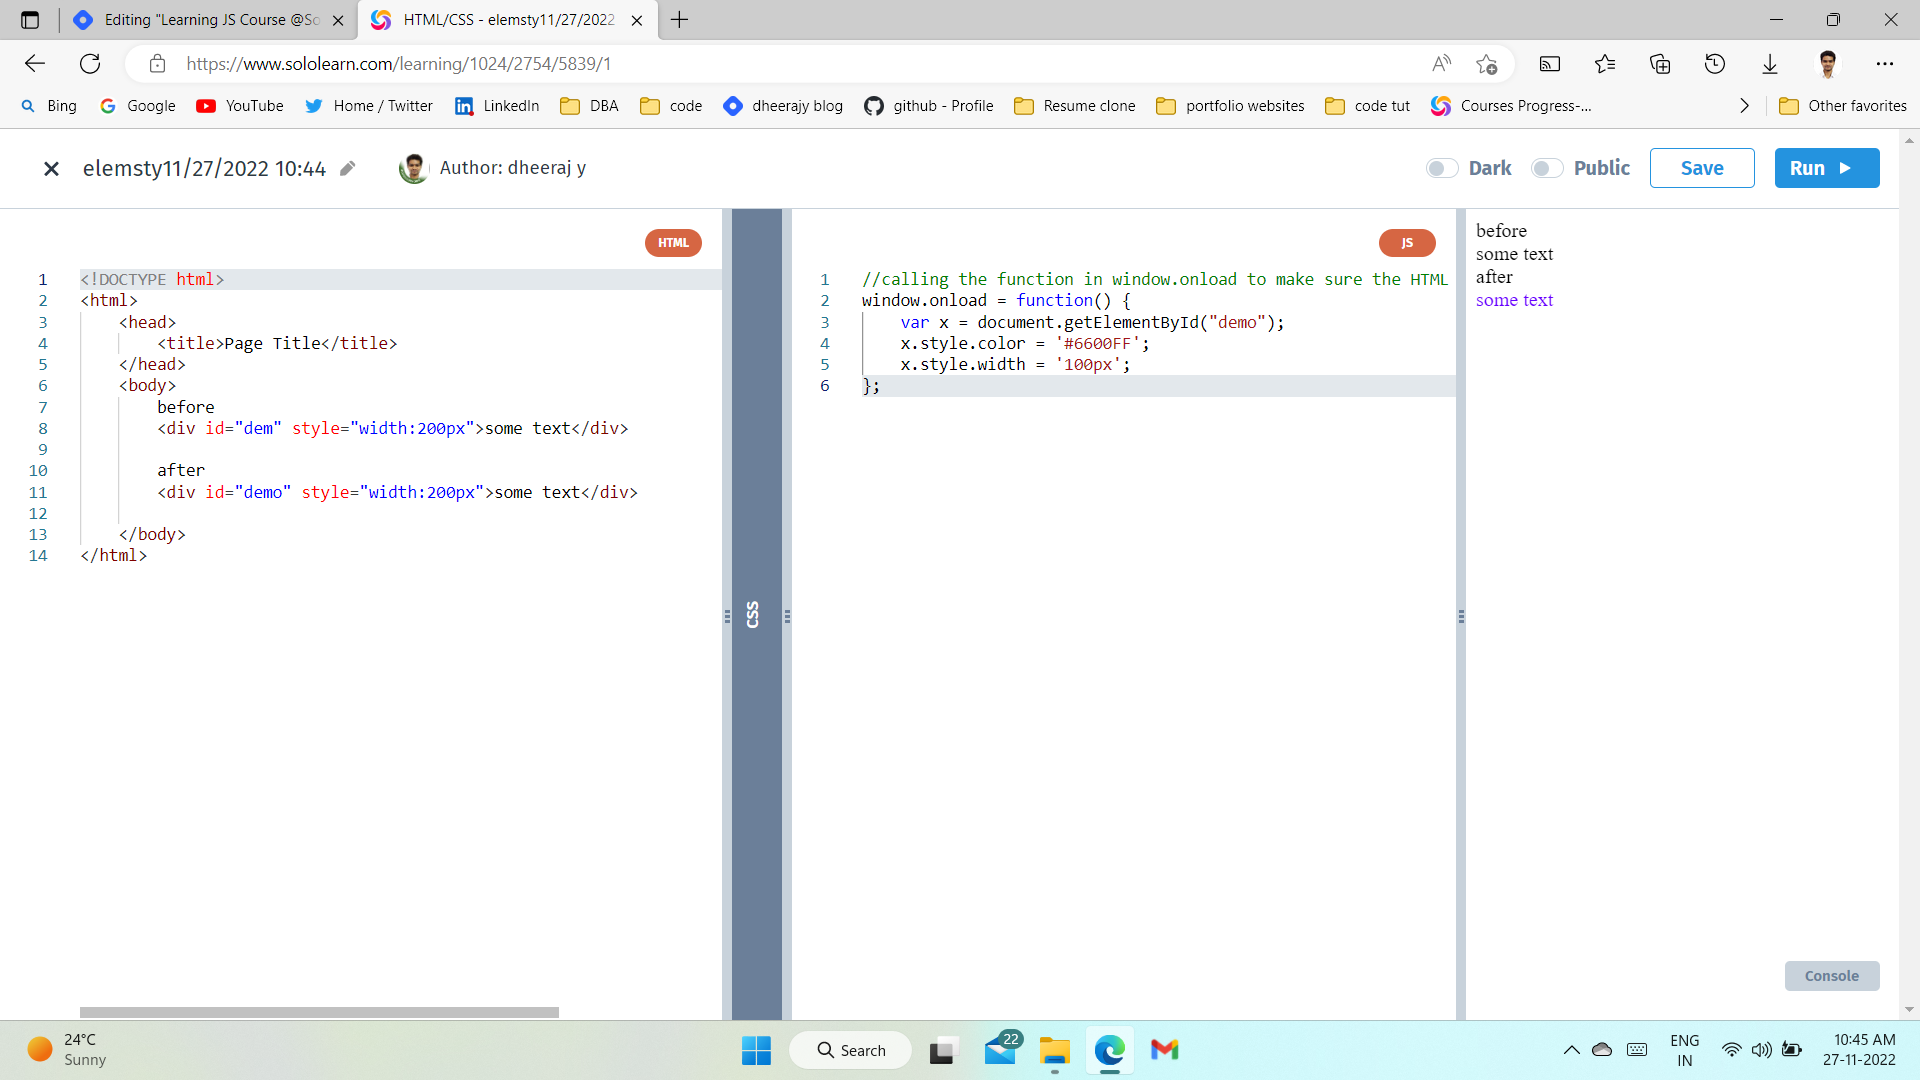 Editing "Learning JS Course @So
HTML/CSS - elemsty11/27/2022
https://www.sololearn.com/learning/1024/2754/5839/1
Bing
Google
YouTube
Home / Twitter
LinkedIn
DBA
code
dheerajy blog
github - Profile
Resume clone
portfolio websites
code tut
Courses Progress-...
Other favorites
elemsty11/27/2022 10:44
Author: dheeraj y
Dark
Public
Save
Run
HTML
1 <!DOCTYPE html>
2 <html>
3 <head>
4 <title>Page Title</title>
5 </head>
6 <body>
7 before
8 <div id="dem" style="width:200px">some text</div>
9
10 after
11 <div id="demo" style="width:200px">some text</div>
12
13 </body>
14 </html>
CSS
JS
1 //calling the function in window.onload to make sure the HTML
2 window.onload = function() {
3 var x = document.getElementById("demo");
4 x.style.color = '#6600FF';
5 x.style.width = '100px';
6 };
before
some text
after
some text
Console
24°C
Sunny
Search
22
ENG
IN
10:45 AM
27-11-2022